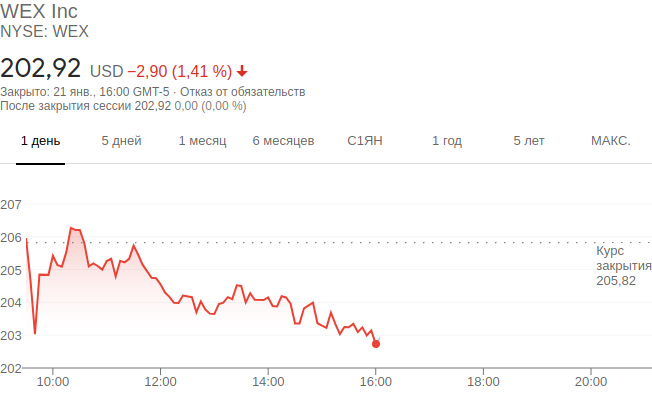 WEX Inc
NYSE: WEX
202,92 USD −2,90 (1,41 %)
Закрыто: 21 янв., 16:00 GMT-5 · Отказ от обязательств
После закрытия сессии 202,92 0,00 (0,00 %)
1 день 5 дней 1 месяц 6 месяцев С1ЯН 1 год 5 лет МАКС.
207
206
205
204
203
202
Курс
закрытия
205,82
10:00 12:00 14:00 16:00 18:00 20:00